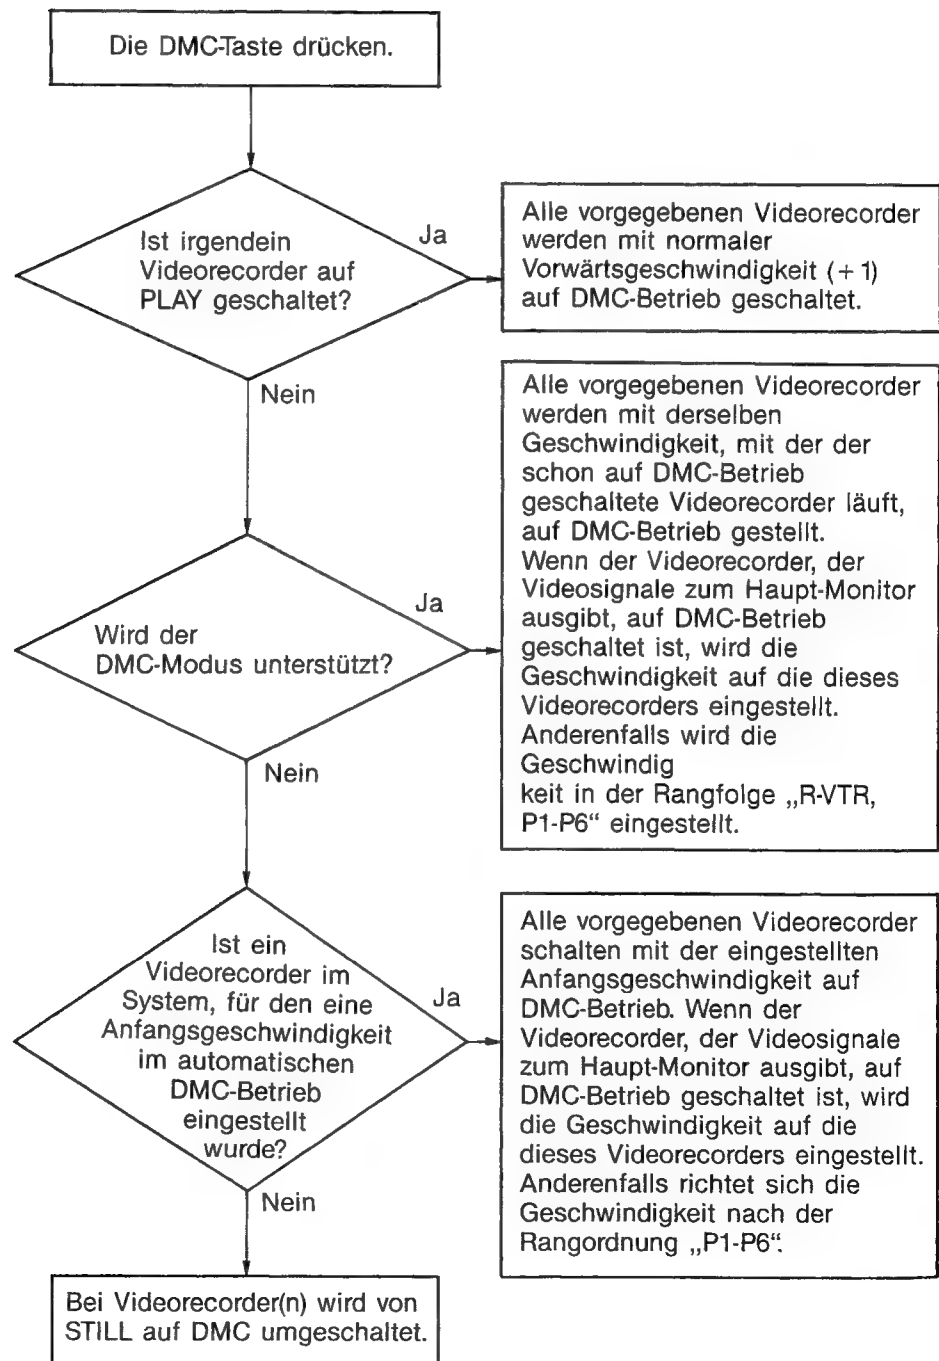 Die DMC-Taste drücken.
Ist irgendein
Videorecorder auf
PLAY geschaltet?
Ja
Alle vorgegebenen Videorecorder
werden mit normaler
Vorwärtsgeschwindigkeit (+ 1)
auf DMC-Betrieb geschaltet.
Nein
Wird der
DMC-Modus unterstützt?
Ja
Alle vorgegebenen Videorecorder
werden mit derselben
Geschwindigkeit, mit der der
schon auf DMC-Betrieb
geschaltete Videorecorder läuft,
auf DMC-Betrieb gestellt.
Wenn der Videorecorder, der
Videosignale zum Haupt-Monitor
ausgibt, auf DMC-Betrieb
geschaltet ist, wird die
Geschwindigkeit auf die dieses
Videorecorders eingestellt.
Anderenfalls wird die
Geschwindig
keit in der Rangfolge „R-VTR,
P1-P6“ eingestellt.
Nein
Ist ein
Videorecorder im
System, für den eine
Anfangsgeschwindigkeit
im automatischen
DMC-Betrieb
eingestellt
wurde?
Ja
Alle vorgegebenen Videorecorder
schalten mit der eingestellten
Anfangsgeschwindigkeit auf
DMC-Betrieb. Wenn der
Videorecorder, der Videosignale
zum Haupt-Monitor ausgibt, auf
DMC-Betrieb geschaltet ist, wird
die Geschwindigkeit auf die
dieses Videorecorders eingestellt.
Anderenfalls richtet sich die
Geschwindigkeit nach der
Rangordnung „P1-P6“.
Nein
Bei Videorecorder(n) wird von
STILL auf DMC umgeschaltet.